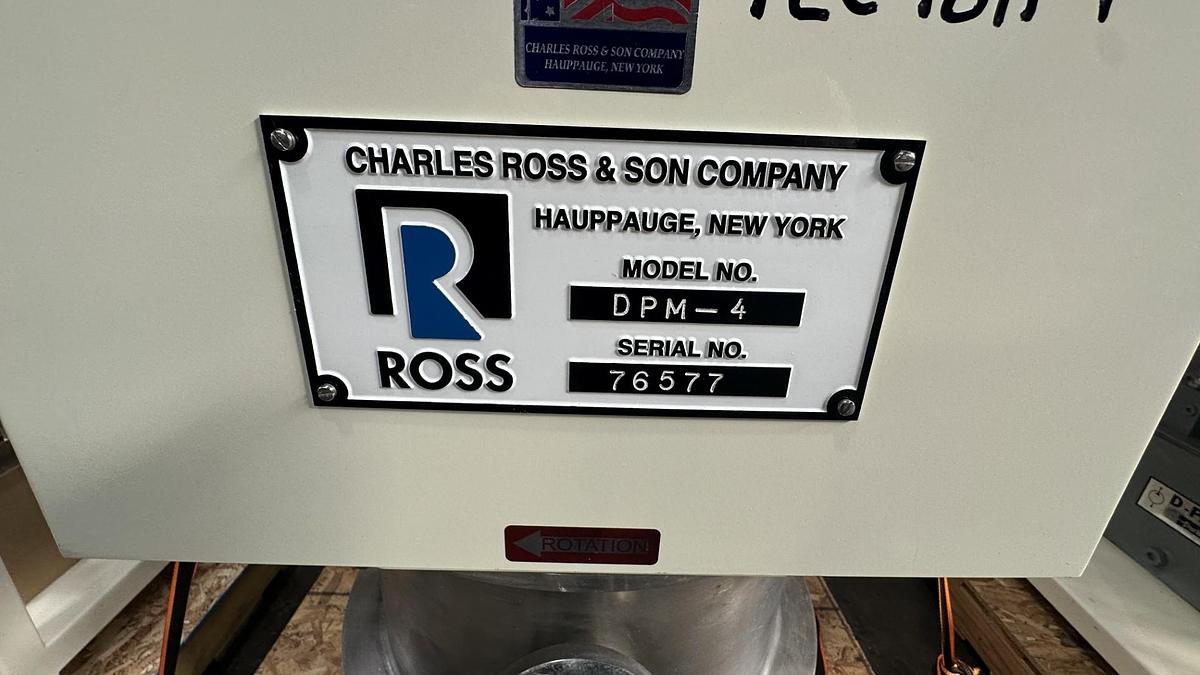 CHARLES ROSS & SON COMPANY
HAUPPAUGE, NEW YORK
CHARLES ROSS & SON COMPANY
HAUPPAUGE, NEW YORK
MODEL NO.
DPM-4
SERIAL NO.
76577
ROSS
ROTATION